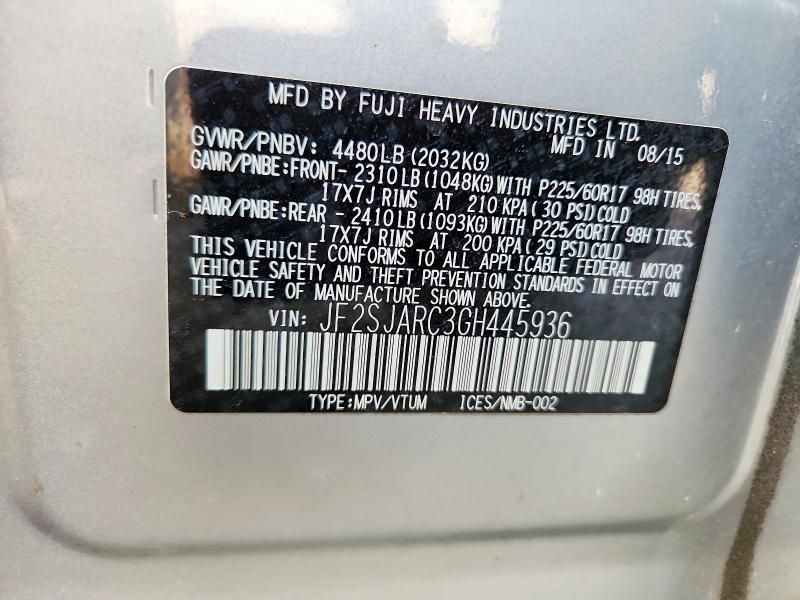 MFD BY FUJI HEAVY INDUSTRIES LTD.
MFD IN 08/15
GVWR/PNBV: 4480LB(2032KG)
GAWR/PNBE:FRONT- 2310LB(1048KG)WITH P225/60R17 98H TIRES,
17X7J RIMS AT 210 KPA(30 PSI)COLD
GAWR/PNBE:REAR - 2410LB(1093KG)WITH P225/60R17 98H TIRES,
17X7J RIMS AT 200 KPA(29 PSI)COLD
THIS VEHICLE CONFORMS TO ALL APPLICABLE FEDERAL MOTOR
VEHICLE SAFETY AND THEFT PREVENTION STANDARDS IN EFFECT ON
THE DATE OF MANUFACTURE SHOWN ABOVE.
VIN: JF2SJARC3GH445936
TYPE:MPV/VTUM ICES/NMB-002